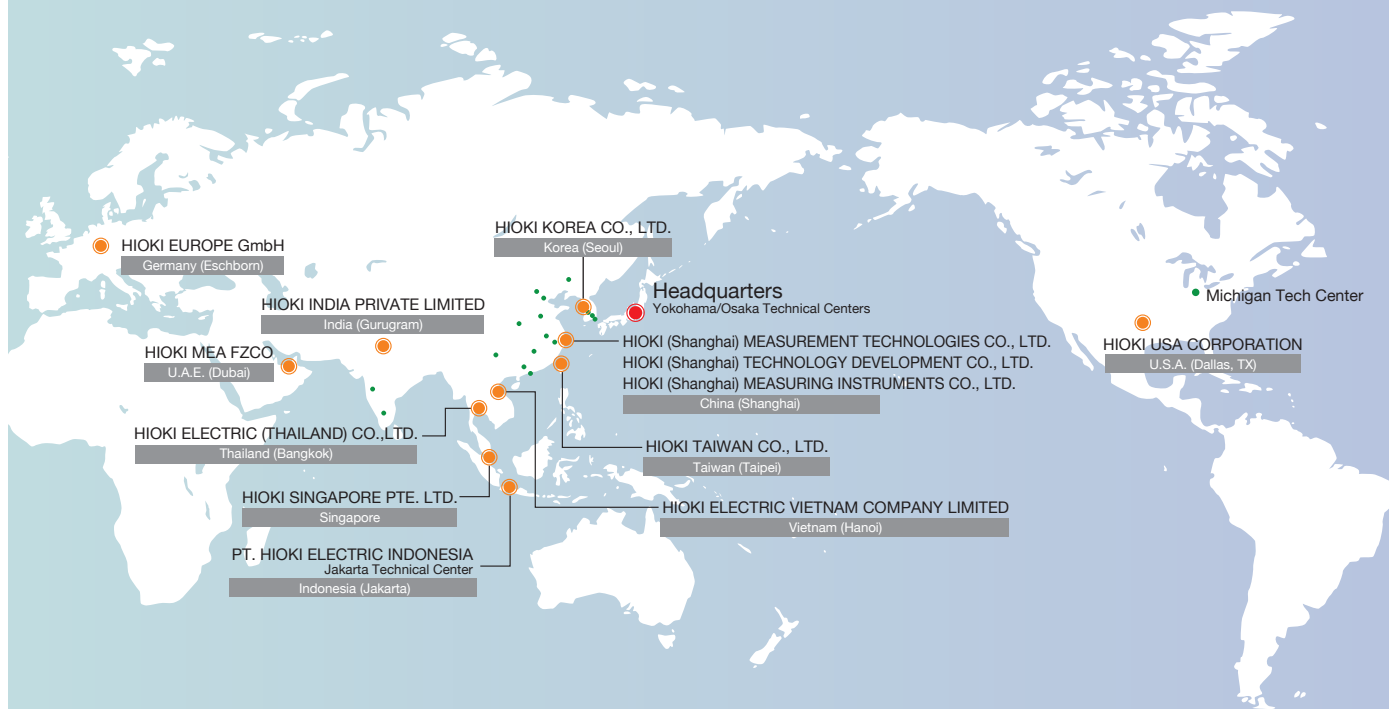 HIOKI EUROPE GmbH
Germany (Eschborn)
HIOKI INDIA PRIVATE LIMITED
India (Gurugram)
HIOKI MEA FZCO
U.A.E. (Dubai)
HIOKI ELECTRIC (THAILAND) CO.,LTD.
Thailand (Bangkok)
HIOKI SINGAPORE PTE. LTD.
Singapore
PT. HIOKI ELECTRIC INDONESIA
Jakarta Technical Center
Indonesia (Jakarta)
HIOKI KOREA CO., LTD.
Korea (Seoul)
Headquarters
Yokohama/Osaka Technical Centers
HIOKI (Shanghai) MEASUREMENT TECHNOLOGIES CO., LTD.
HIOKI (Shanghai) TECHNOLOGY DEVELOPMENT CO., LTD.
HIOKI (Shanghai) MEASURING INSTRUMENTS CO., LTD.
China (Shanghai)
HIOKI TAIWAN CO., LTD.
Taiwan (Taipei)
HIOKI ELECTRIC VIETNAM COMPANY LIMITED
Vietnam (Hanoi)
Michigan Tech Center
HIOKI USA CORPORATION
U.S.A. (Dallas, TX)